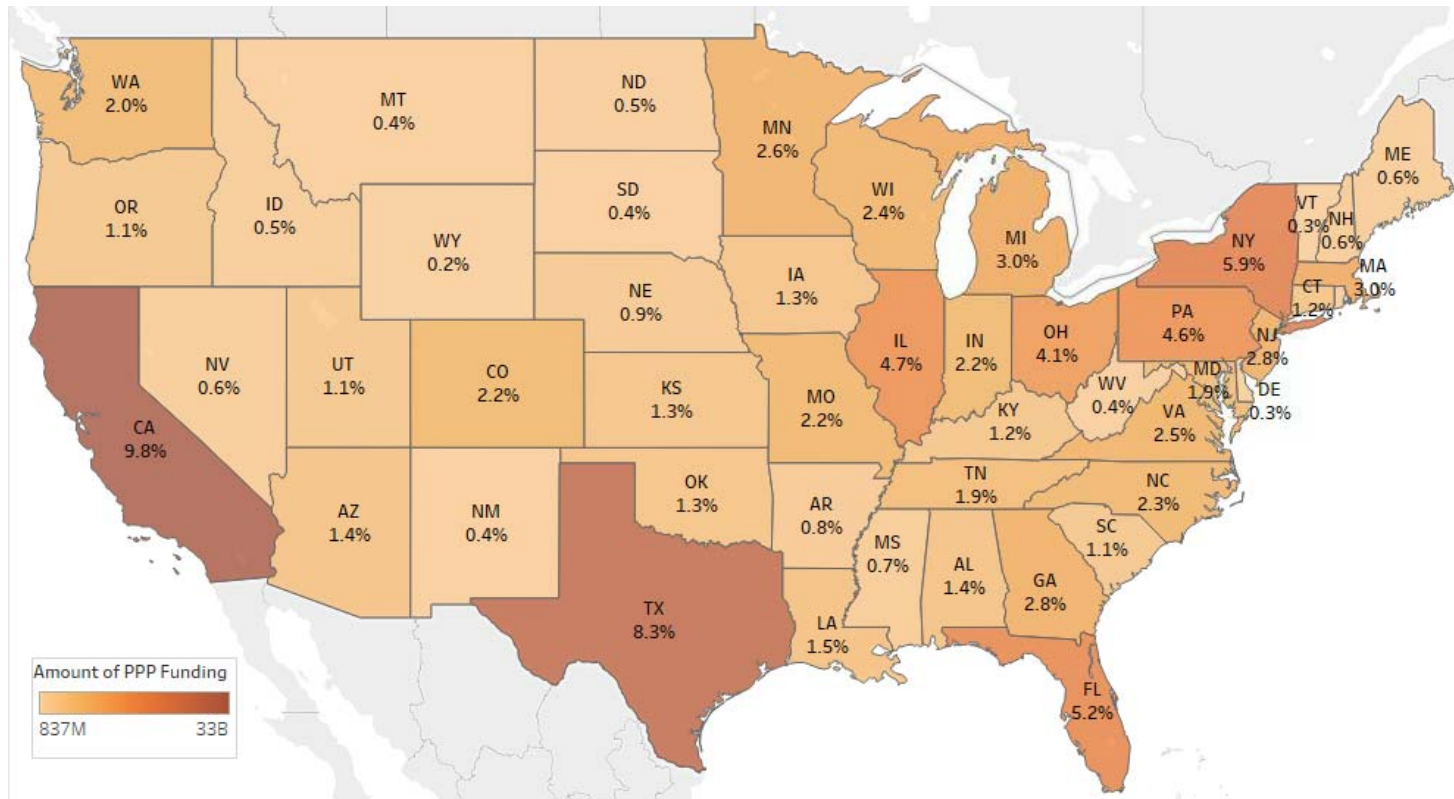 WA
2.0%
MT
0.4%
ND
0.5%
MN
2.6%
OR
1.1%
ID
0.5%
SD
0.4%
WI
2.4%
ME
0.6%
VT
0.3%
NH
0.6%
WY
0.2%
MI
3.0%
NY
5.9%
MA
3.0%
CT
1.2%
IA
1.3%
NE
0.9%
PA
4.6%
NJ
2.8%
IL
4.7%
IN
2.2%
OH
4.1%
NV
0.6%
UT
1.1%
CO
2.2%
KS
1.3%
MO
2.2%
WV
0.4%
MD
1.9%
DE
0.3%
VA
2.5%
KY
1.2%
CA
9.8%
TN
1.9%
NC
2.3%
OK
1.3%
AR
0.8%
AZ
1.4%
NM
0.4%
SC
1.1%
MS
0.7%
AL
1.4%
GA
2.8%
TX
8.3%
LA
1.5%
FL
5.2%
Amount of PPP Funding
837M 33B